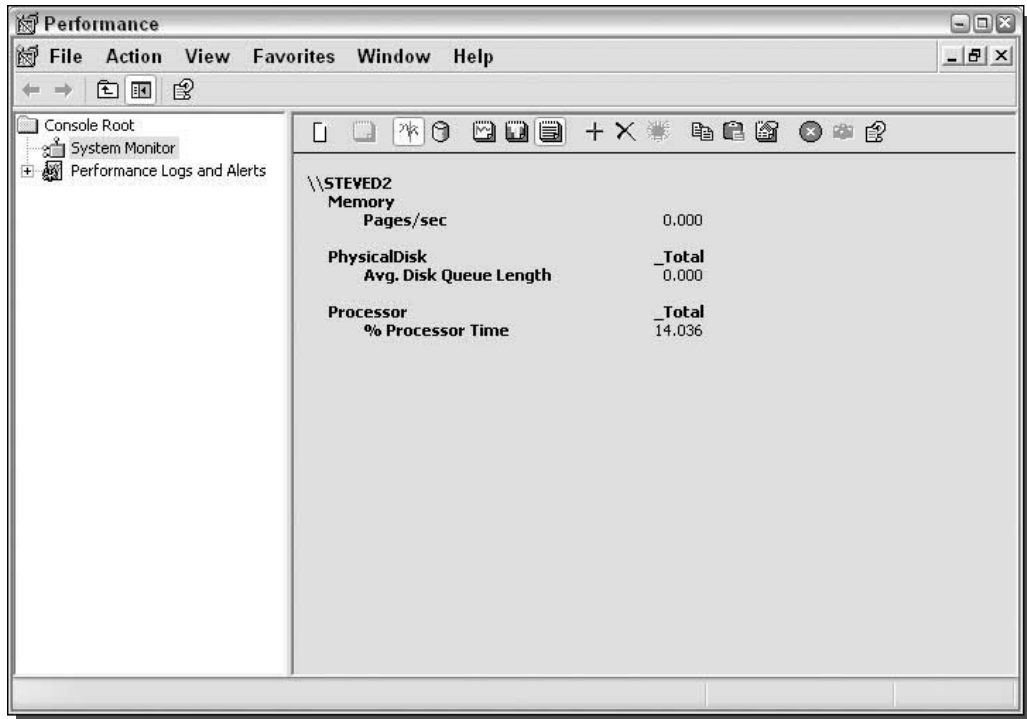 Performance
File Action View Favorites Window Help
Console Root
System Monitor
Performance Logs and Alerts
\\STEVED2
Memory
Pages/sec 0.000
PhysicalDisk _Total
Avg. Disk Queue Length 0.000
Processor _Total
% Processor Time 14.036